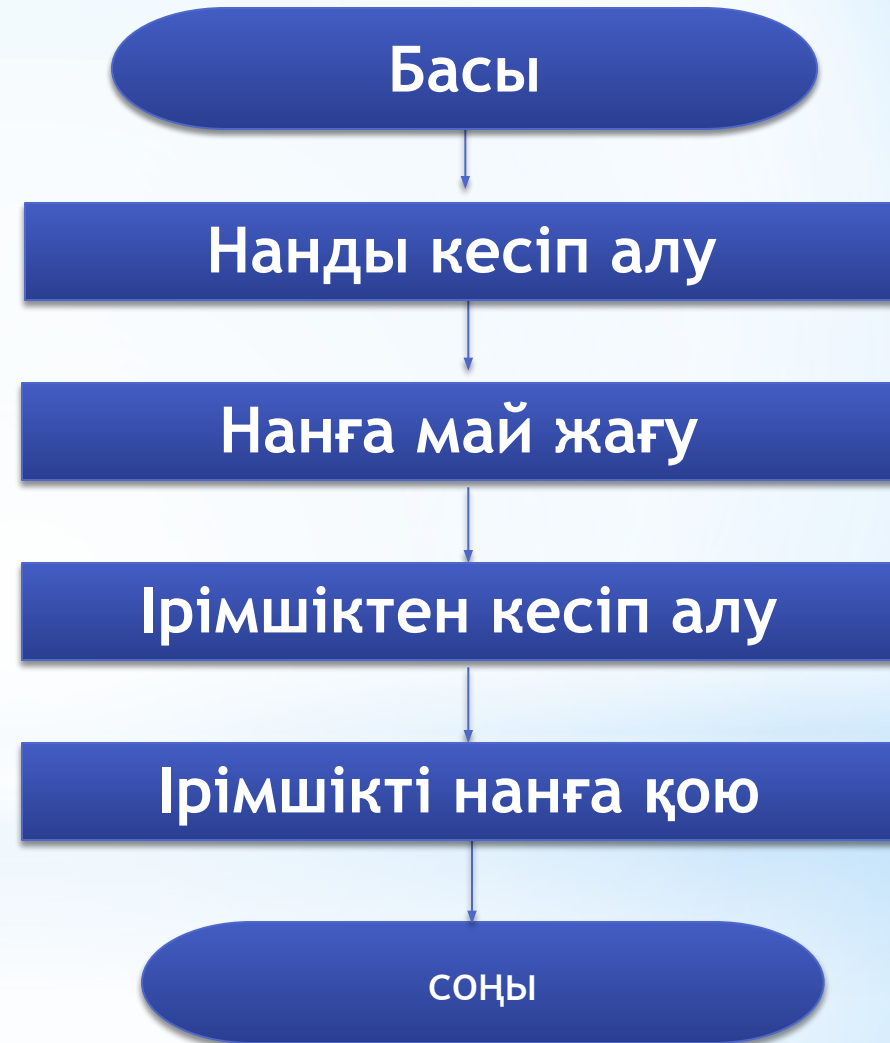 Басы
Нанды кесіп алу
Нанға май жағу
Ірімшіктен кесіп алу
Ірімшікті нанға қою
соңы